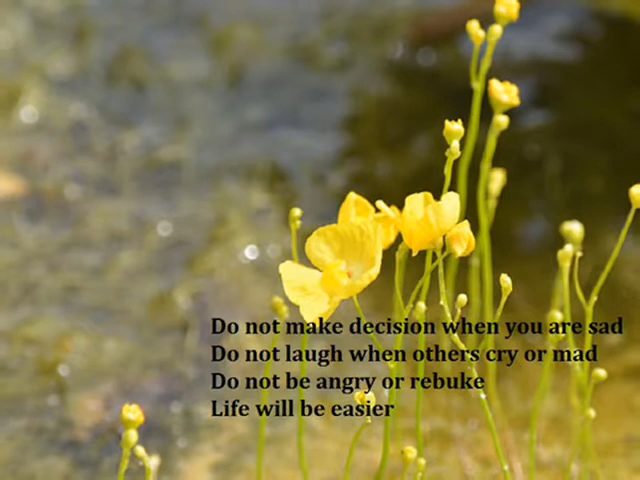 Do not make decision when you are sad
Do not laugh when others cry or mad
Do not be angry or rebuke
Life will be easier